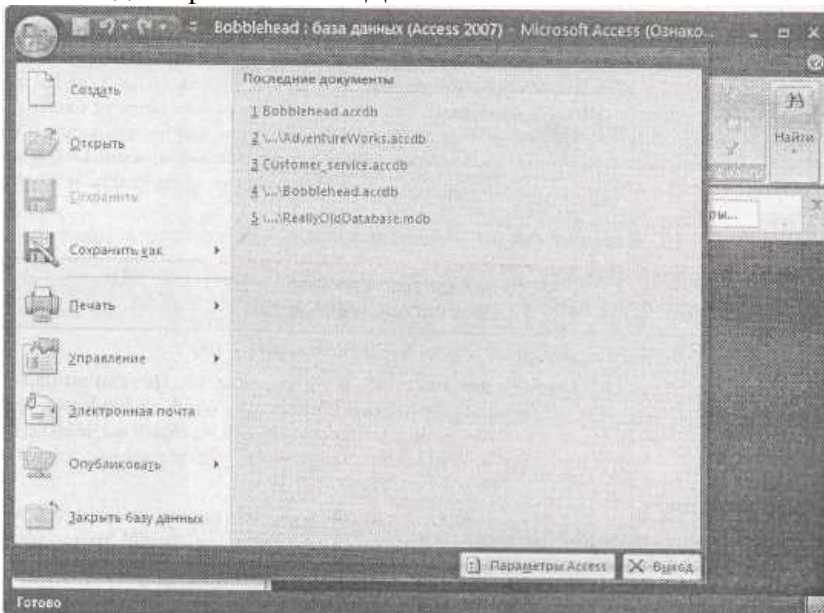 Bobblehead : база данных (Access 2007) - Microsoft Access (Ознако...
Создать
Открыть
Сохранить
Сохранить как
Печать
Управление
Электронная почта
Опубликовать
Закрыть базу данных
Последние документы
1 Bobblehead.accdb
2 \...\AdventureWorks.accdb
3 Customer_service.accdb
4 \...\Bobblehead.accdb
5 \...\ReallyOldDatabase.mdb
Найти
ры...
Параметры Access
Выход
Готово